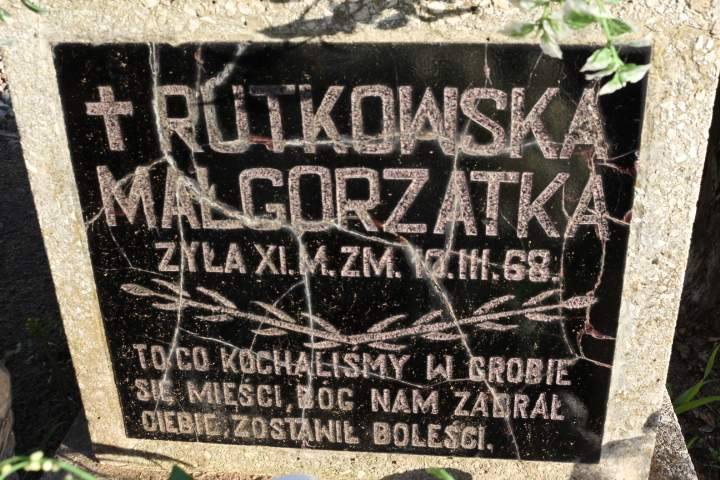 RUTKOWSKA
MAŁGORZATKA
ŻYŁA XI. M. ZM. 10.III.68.
TO CO KOCHALIŚMY W GROBIE
SIĘ MIEŚCI, BÓG NAM ZABRAŁ
CIEBIE, ZOSTAWIŁ BOLEŚCI.